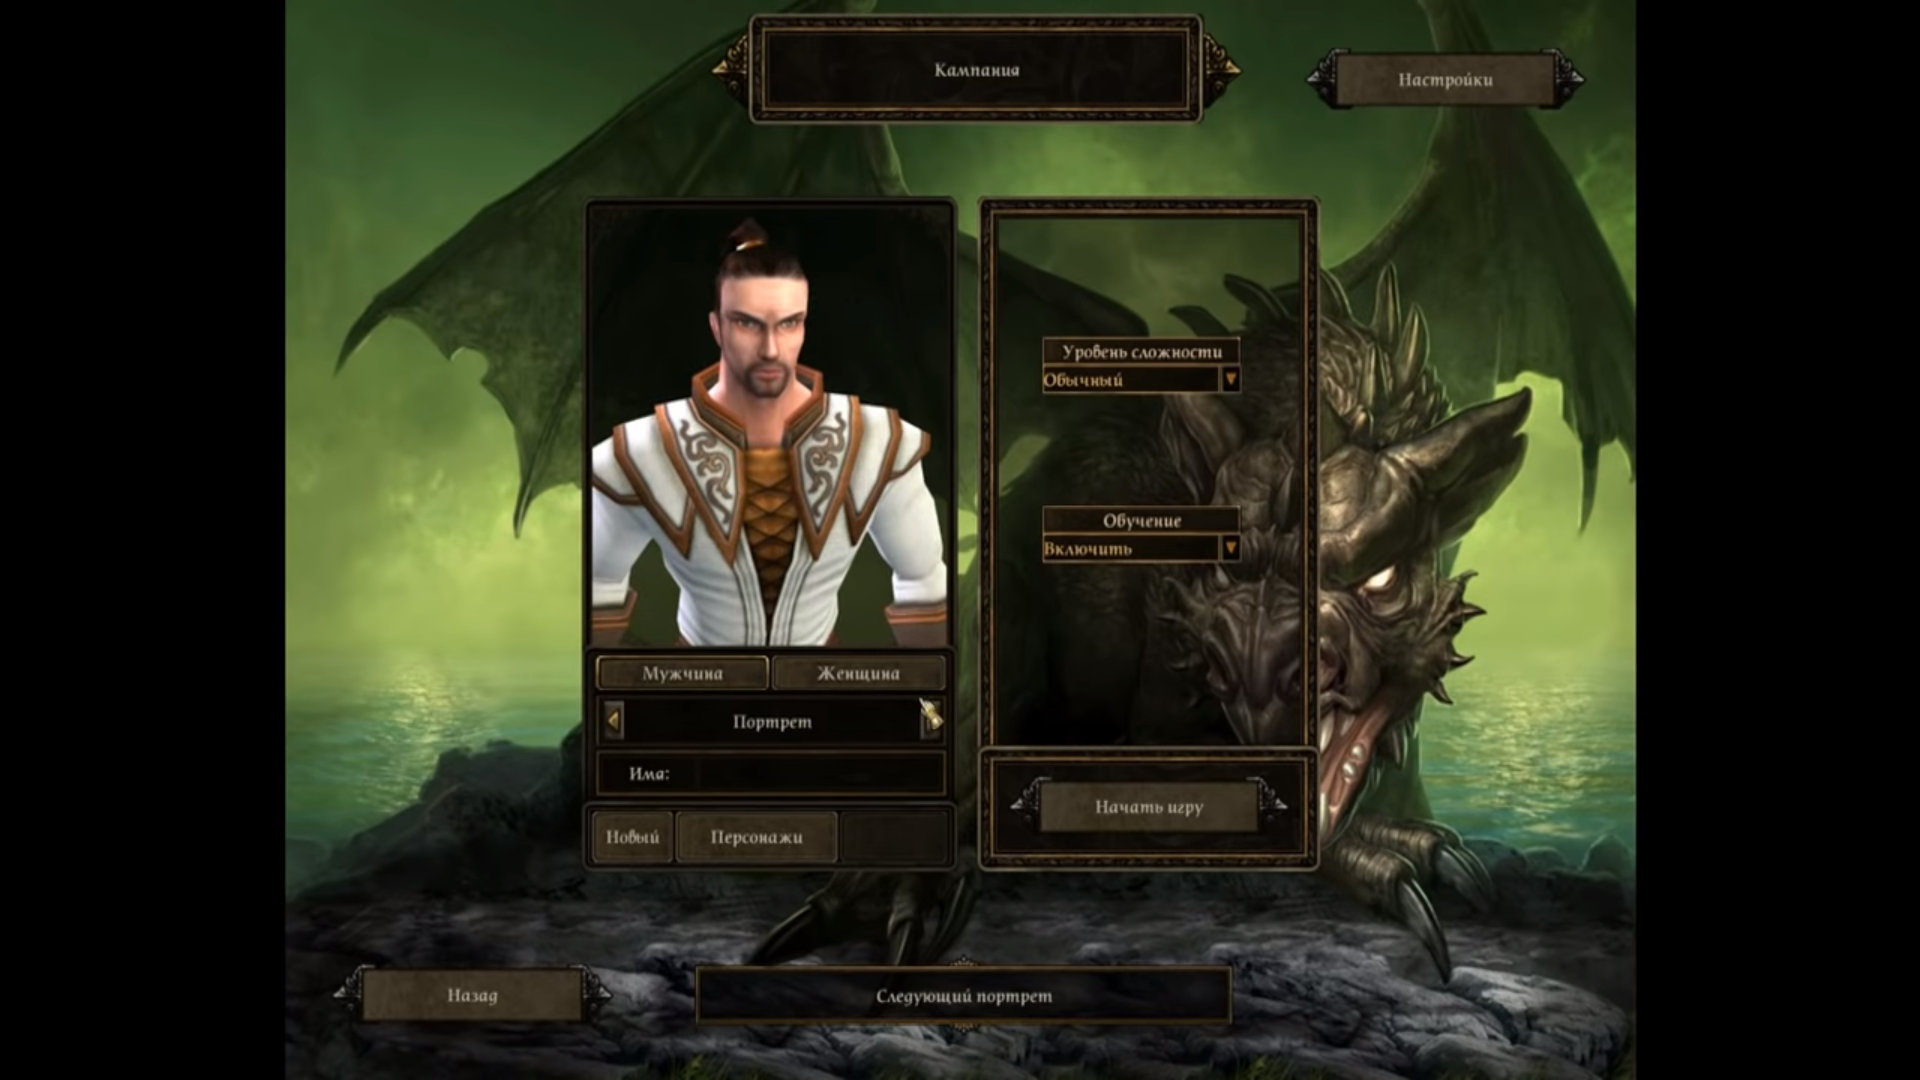 Кампания
Настройки
Уровень сложности
Обычный
Обучение
Включить
Мужчина
Женщина
Портрет
Имя:
Новый
Персонажи
Начать игру
Назад
Следующий портрет